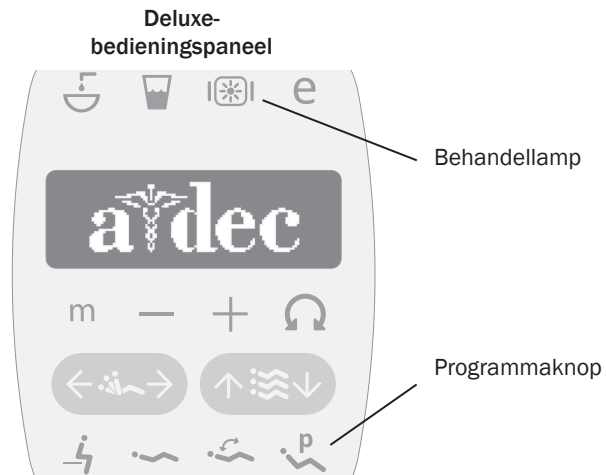 Deluxe-
bedieningspaneel
e
Behandellamp
a dec
m
Programmaknop
p